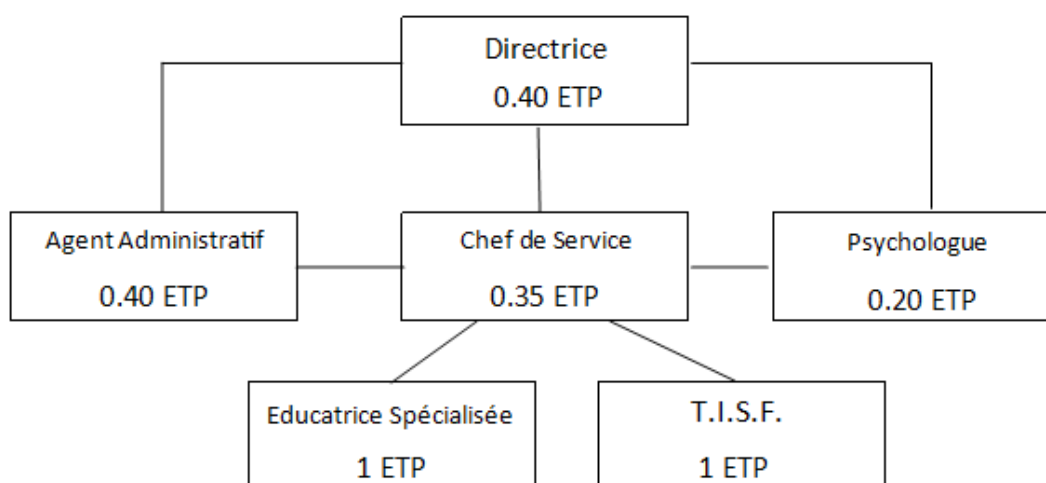 Directrice
0.40 ETP
Agent Administratif
0.40 ETP
Chef de Service
0.35 ETP
Psychologue
0.20 ETP
Educatrice Spécialisée
1 ETP
T.I.S.F.
1 ETP